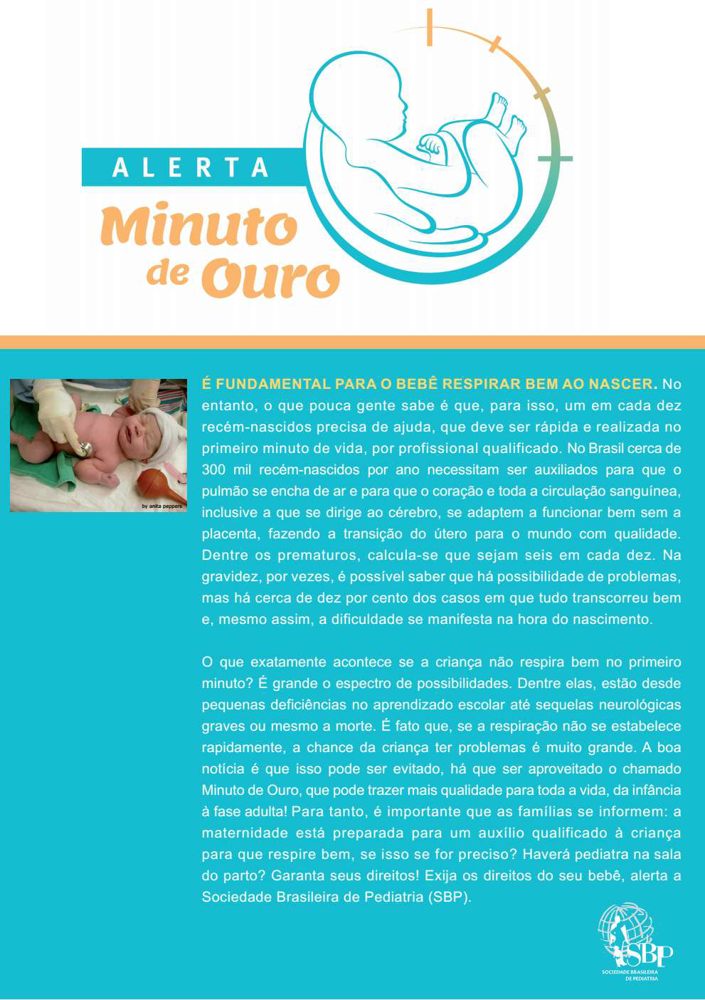 ALERTA
Minuto
de Ouro
by anita peppers
É FUNDAMENTAL PARA O BEBÊ RESPIRAR BEM AO NASCER. No
entanto, o que pouca gente sabe é que, para isso, um em cada dez
recém-nascidos precisa de ajuda, que deve ser rápida e realizada no
primeiro minuto de vida, por profissional qualificado. No Brasil cerca de
300 mil recém-nascidos por ano necessitam ser auxiliados para que o
pulmão se encha de ar e para que o coração e toda a circulação sanguínea,
inclusive a que se dirige ao cérebro, se adaptem a funcionar bem sem a
placenta, fazendo a transição do útero para o mundo com qualidade.
Dentre os prematuros, calcula-se que sejam seis em cada dez. Na
gravidez, por vezes, é possível saber que há possibilidade de problemas,
mas há cerca de dez por cento dos casos em que tudo transcorreu bem
e, mesmo assim, a dificuldade se manifesta na hora do nascimento.
O que exatamente acontece se a criança não respira bem no primeiro
minuto? É grande o espectro de possibilidades. Dentre elas, estão desde
pequenas deficiências no aprendizado escolar até sequelas neurológicas
graves ou mesmo a morte. É fato que, se a respiração não se estabelece
rapidamente, a chance da criança ter problemas é muito grande. A boa
notícia é que isso pode ser evitado, há que ser aproveitado o chamado
Minuto de Ouro, que pode trazer mais qualidade para toda a vida, da infância
à fase adulta! Para tanto, é importante que as famílias se informem: a
maternidade está preparada para um auxílio qualificado à criança
para que respire bem, se isso se for preciso? Haverá pediatra na sala
do parto? Garanta seus direitos! Exija os direitos do seu bebê, alerta a
Sociedade Brasileira de Pediatria (SBP).
SBP
SOCIEDADE BRASILEIRA
DE PEDIATRIA